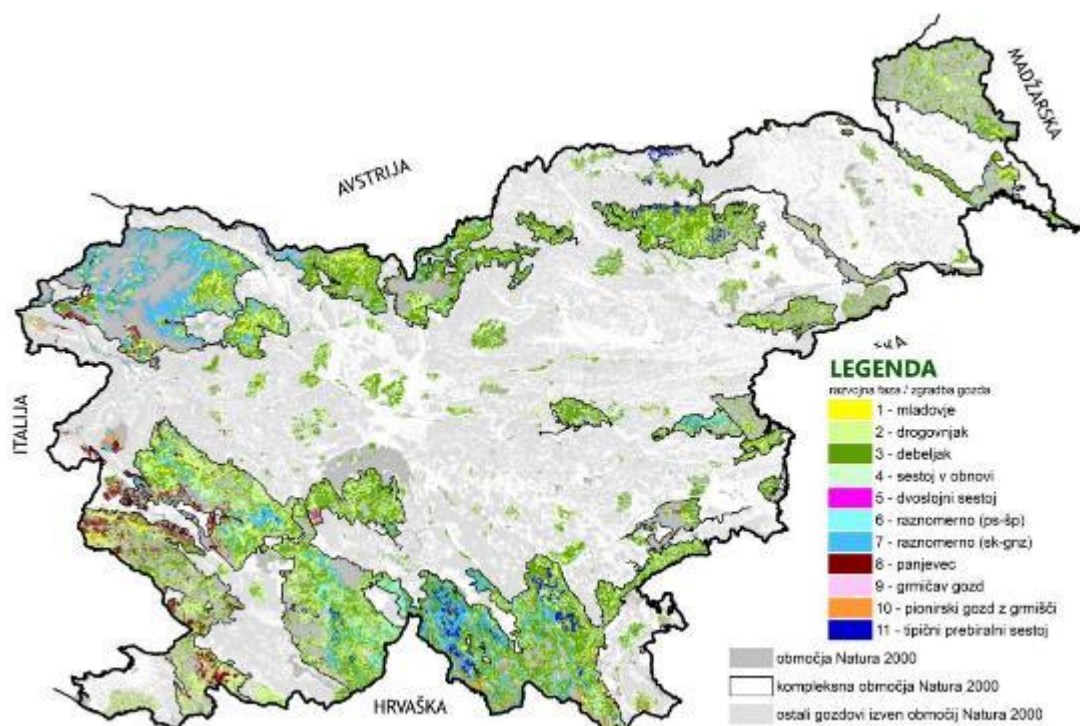 MADŽARSKA
AVSTRIJA
ITALIJA
HRVAŠKA
LEGENDA
razvojna faza / zgradba gozda
1 - mladovje
2 - drogovnjak
3 - debeljak
4 - sestoj v obnovi
5 - dvoslojni sestoj
6 - raznomerno (ps-šp)
7 - raznomerno (sk-gnz)
8 - panjevec
9 - grmičav gozd
10 - pionirski gozd z grmišči
11 - tipični prebiralni sestoj
območja Natura 2000
kompleksna območja Natura 2000
ostali gozdovi izven območij Natura 2000